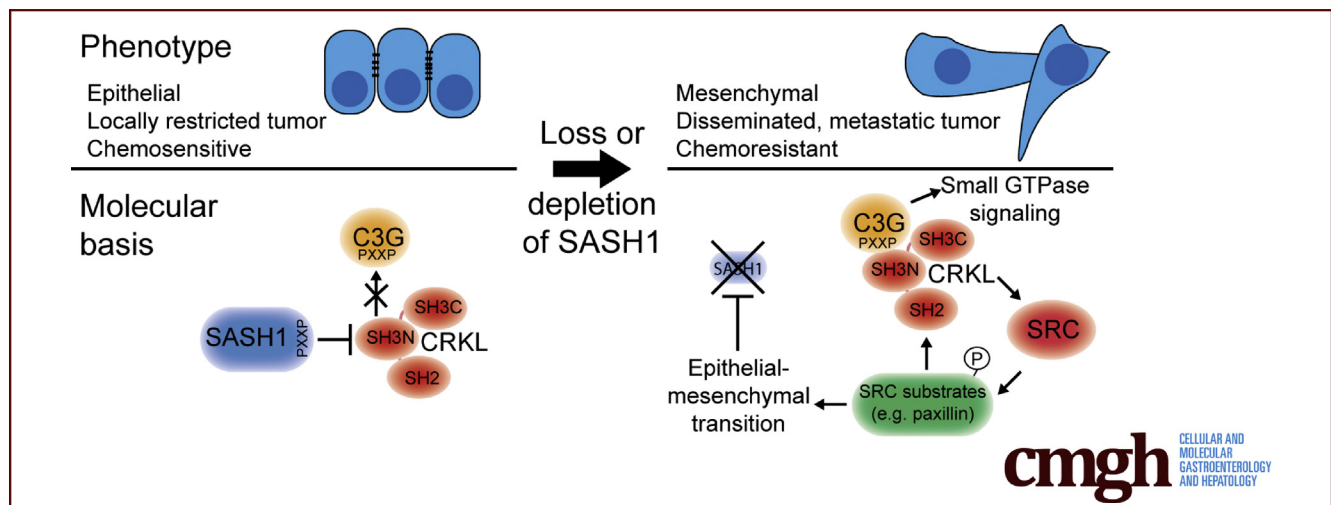 Phenotype
Epithelial
Locally restricted tumor
Chemosensitive
Loss or
depletion
of SASH1
Mesenchymal
Disseminated, metastatic tumor
Chemoresistant
Molecular
basis
C3G
PXXP
SASH1
PXXP
SH3N
SH3C
CRKL
SH2
Small GTPase
signaling
C3G
PXXP
SH3C
SASH1
SH3N
CRKL
SH2
SRC
P
Epithelial-
mesenchymal
transition
SRC substrates
(e.g. paxillin)
cmgh
CELLULAR AND
MOLECULAR
GASTROENTEROLOGY
AND HEPATOLOGY